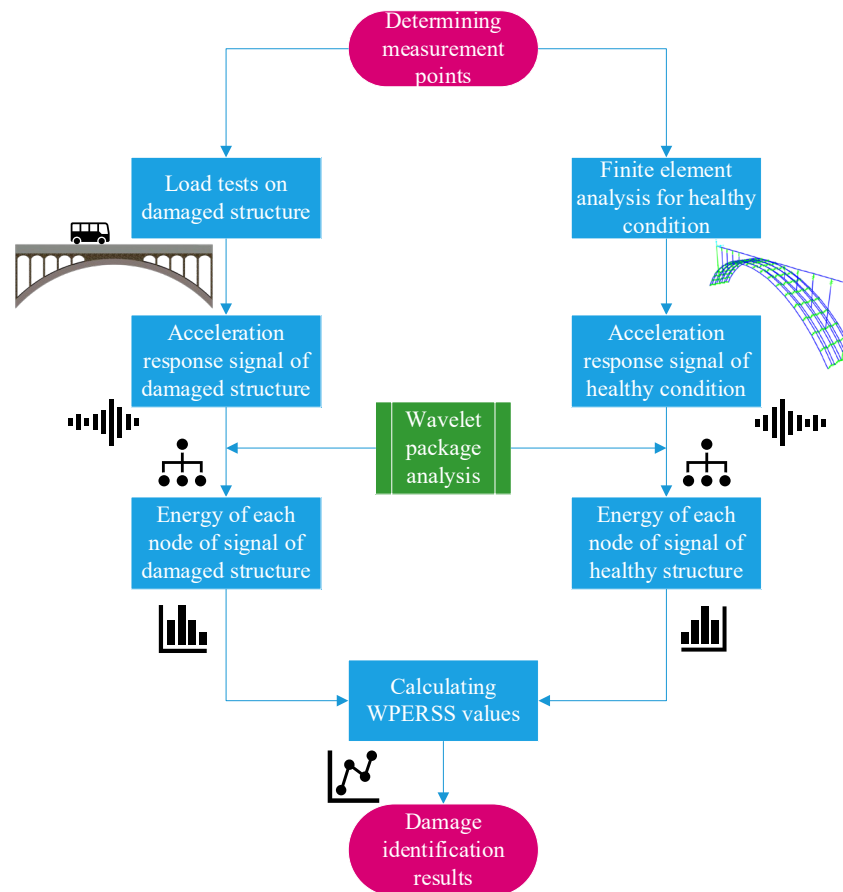 Determining
measurement
points
Load tests on
damaged structure
Finite element
analysis for healthy
condition
Acceleration
response signal of
damaged structure
Acceleration
response signal of
healthy condition
Wavelet
package
analysis
Energy of each
node of signal of
damaged structure
Energy of each
node of signal of
healthy structure
Calculating
WPERSS values
Damage
identification
results